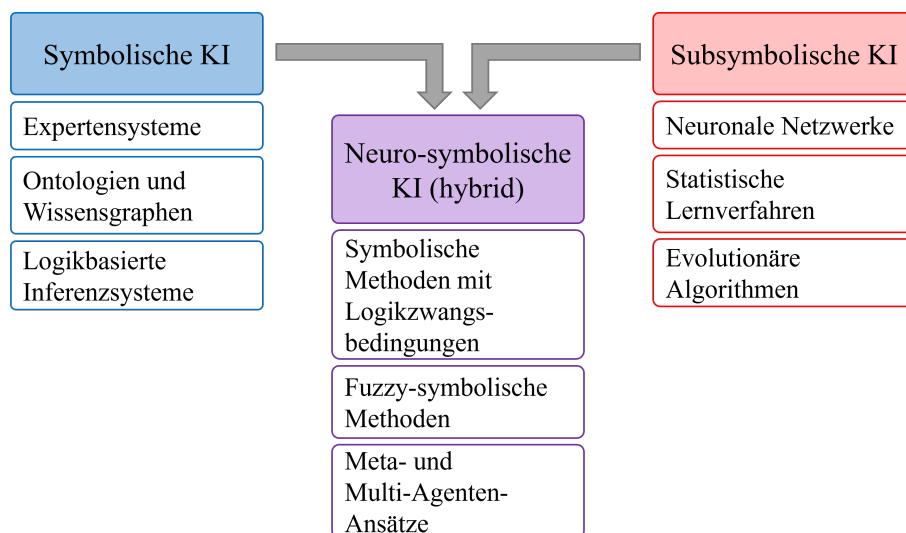 Symbolische KI
Expertensysteme
Ontologien und
Wissensgraphen
Logikbasierte
Inferenzsysteme
Neuro-symbolische
KI (hybrid)
Symbolische
Methoden mit
Logikzwangs-
bedingungen
Fuzzy-symbolische
Methoden
Meta- und
Multi-Agenten-
Ansätze
Subsymbolische KI
Neuronale Netzwerke
Statistische
Lernverfahren
Evolutionäre
Algorithmen